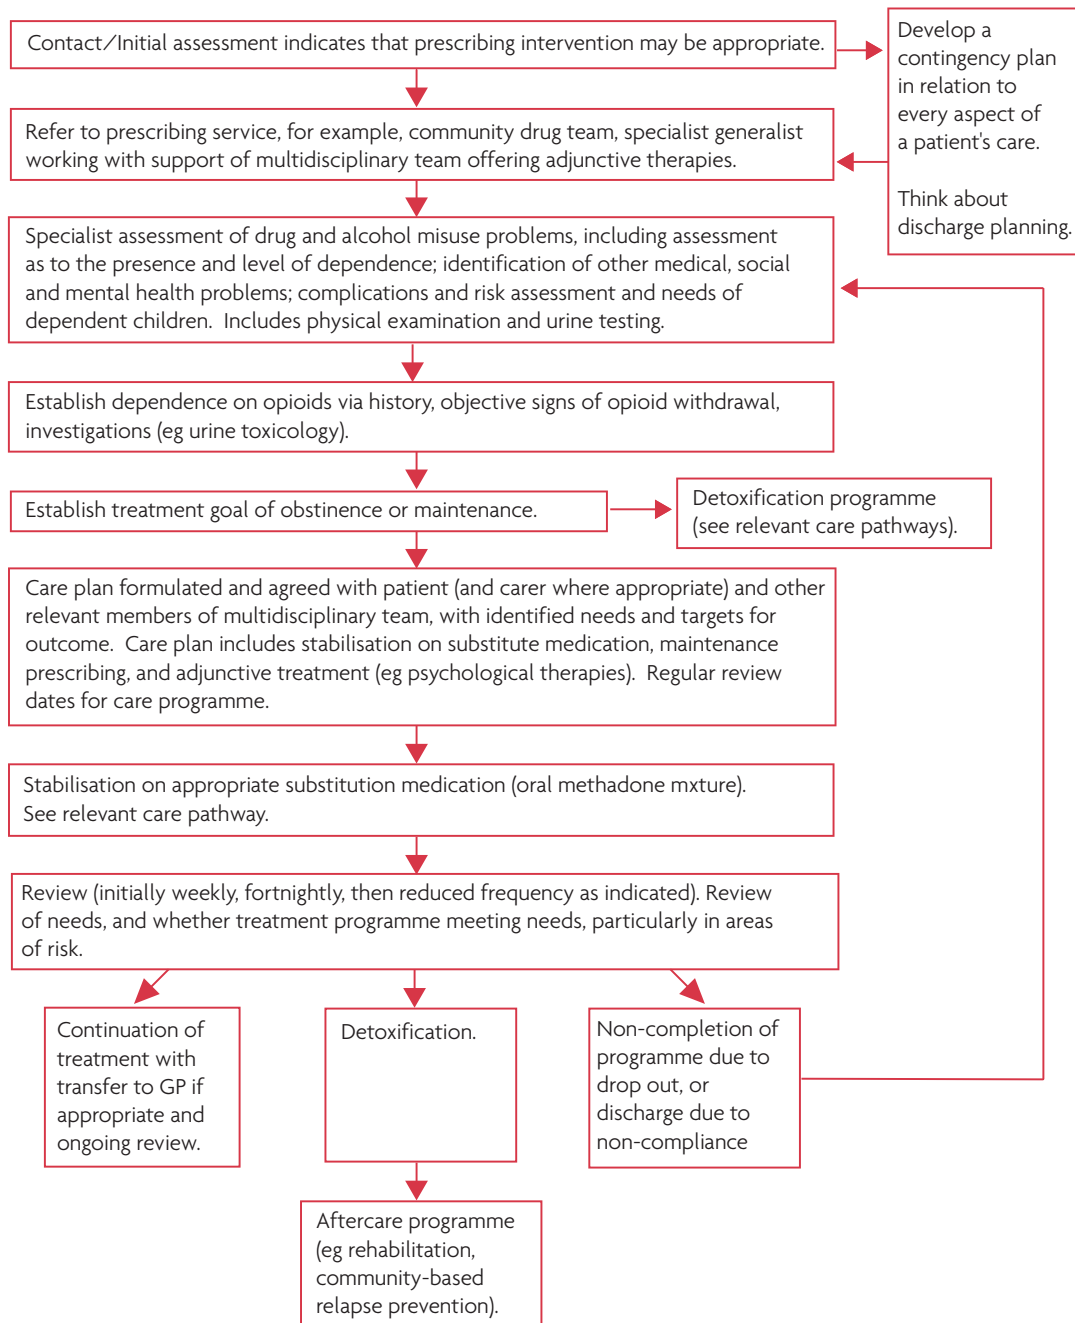 Contact/Initial assessment indicates that prescribing intervention may be appropriate.
Develop a
contingency plan
in relation to
every aspect of
a patient's care.
Think about
discharge planning.
Refer to prescribing service, for example, community drug team, specialist generalist
working with support of multidisciplinary team offering adjunctive therapies.
Specialist assessment of drug and alcohol misuse problems, including assessment
as to the presence and level of dependence; identification of other medical, social
and mental health problems; complications and risk assessment and needs of
dependent children.  Includes physical examination and urine testing.
Establish dependence on opioids via history, objective signs of opioid withdrawal,
investigations (eg urine toxicology).
Establish treatment goal of obstinence or maintenance.
Detoxification programme
(see relevant care pathways).
Care plan formulated and agreed with patient (and carer where appropriate) and other
relevant members of multidisciplinary team, with identified needs and targets for
outcome.  Care plan includes stabilisation on substitute medication, maintenance
prescribing, and adjunctive treatment (eg psychological therapies).  Regular review
dates for care programme.
Stabilisation on appropriate substitution medication (oral methadone mxture).
See relevant care pathway.
Review (initially weekly, fortnightly, then reduced frequency as indicated). Review
of needs, and whether treatment programme meeting needs, particularly in areas
of risk.
Continuation of
treatment with
transfer to GP if
appropriate and
ongoing review.
Detoxification.
Non-completion of
programme due to
drop out, or
discharge due to
non-compliance
Aftercare programme
(eg rehabilitation,
community-based
relapse prevention).